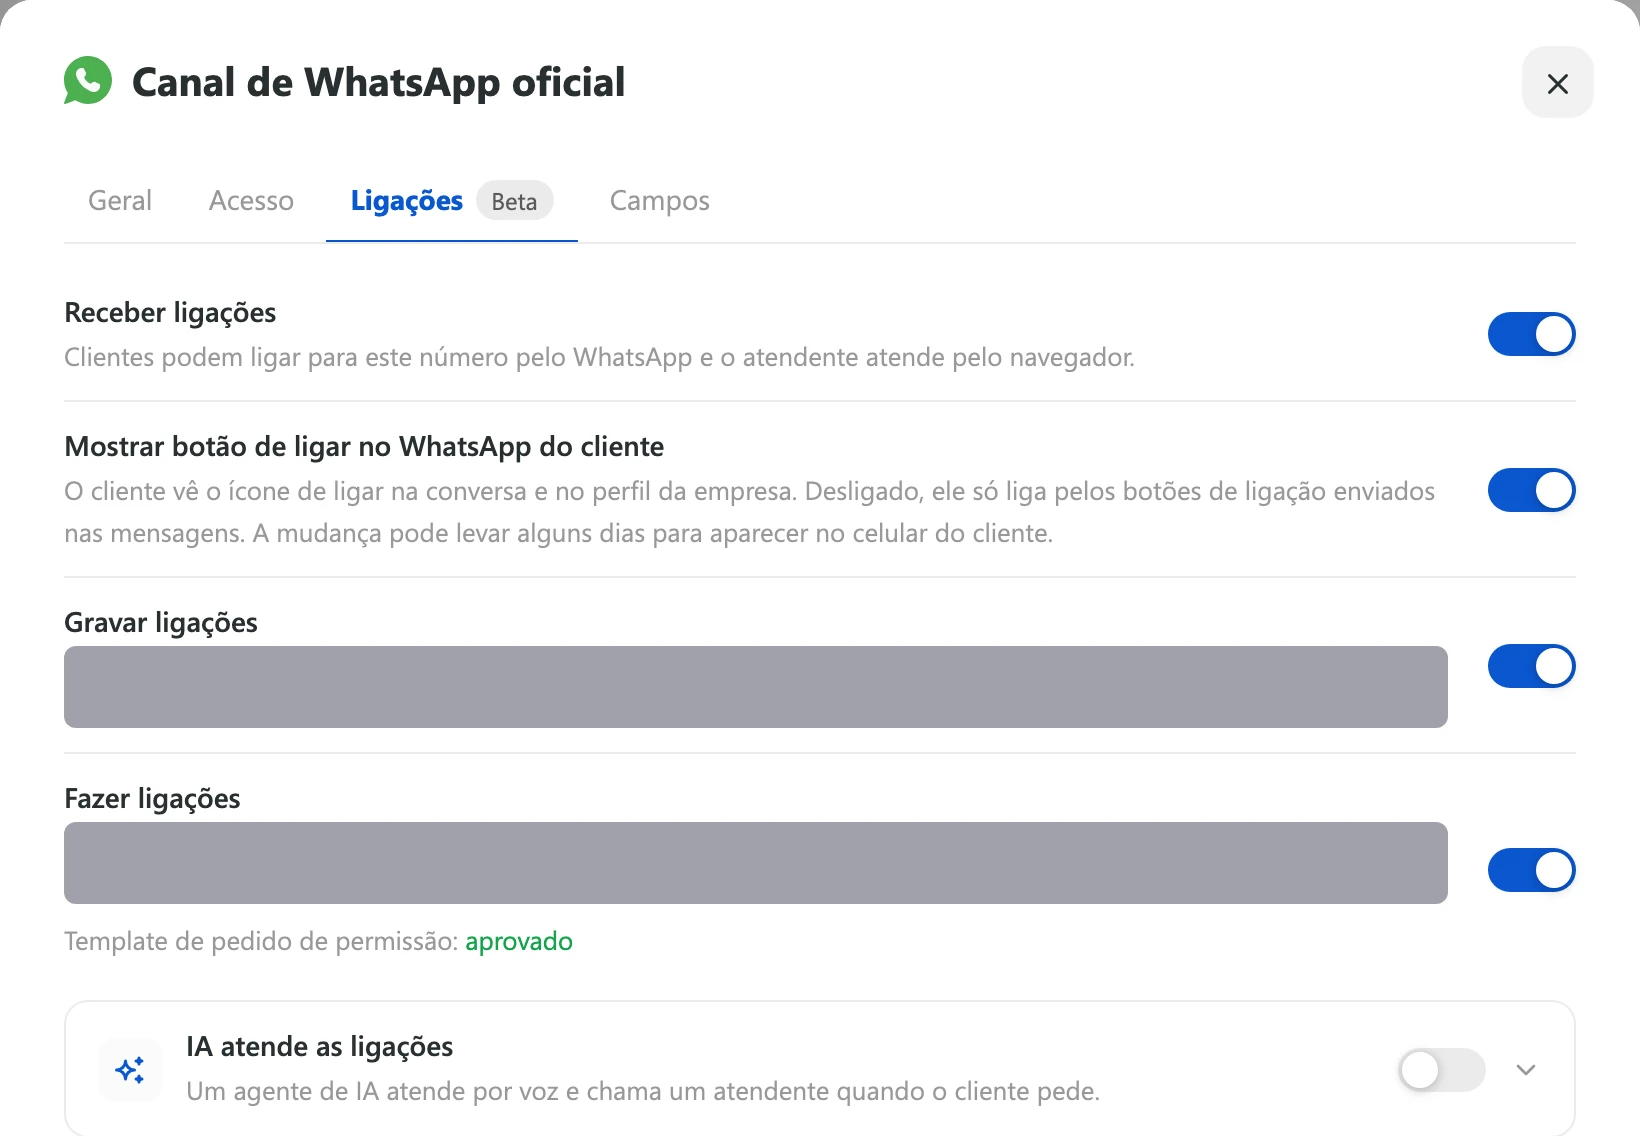 Canal de WhatsApp oficial
Geral
Acesso
Ligações
Beta
Campos
Receber ligações
Clientes podem ligar para este número pelo WhatsApp e o atendente atende pelo navegador.
Mostrar botão de ligar no WhatsApp do cliente
O cliente vê o ícone de ligar na conversa e no perfil da empresa. Desligado, ele só liga pelos botões de ligação enviados
nas mensagens. A mudança pode levar alguns dias para aparecer no celular do cliente.
Gravar ligações
Fazer ligações
Template de pedido de permissão: aprovado
IA atende as ligações
Um agente de IA atende por voz e chama um atendente quando o cliente pede.